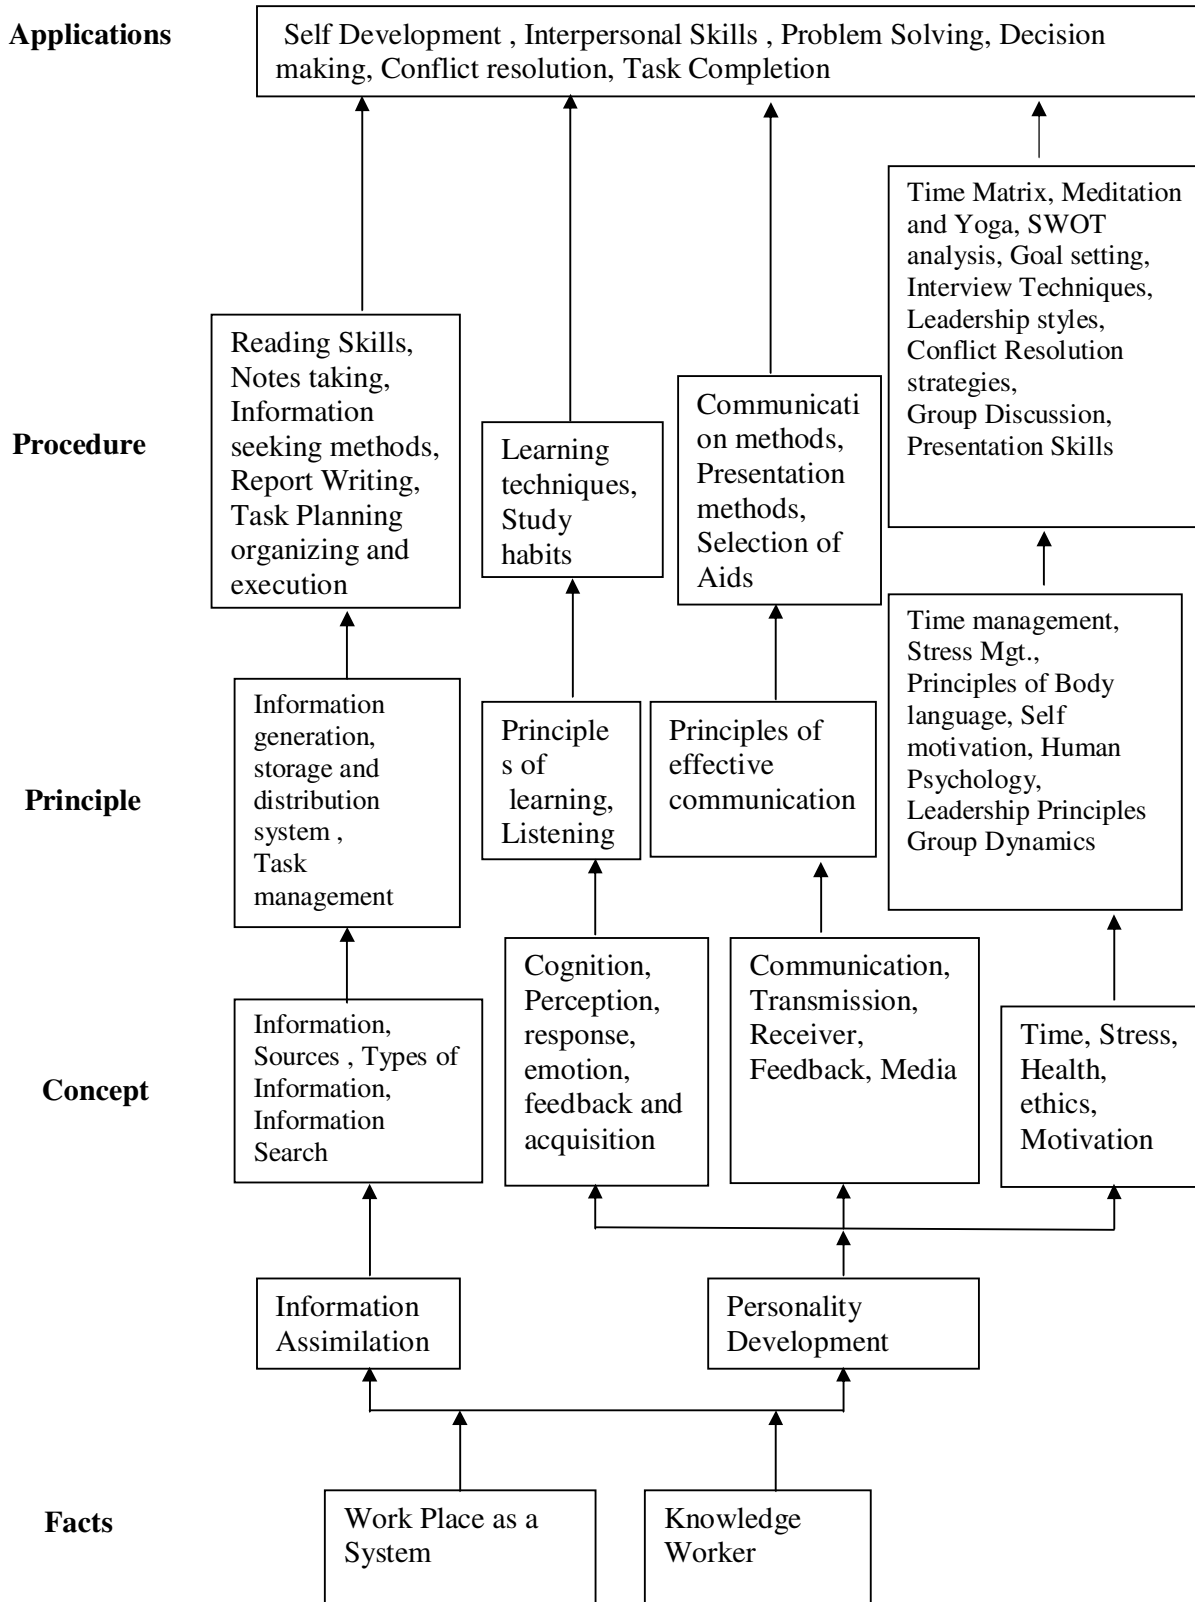 Applications
Self Development , Interpersonal Skills , Problem Solving, Decision
making, Conflict resolution, Task Completion
Procedure
Reading Skills,
Notes taking,
Information
seeking methods,
Report Writing,
Task Planning
organizing and
execution
Learning
techniques,
Study
habits
Communicati
on methods,
Presentation
methods,
Selection of
Aids
Time Matrix, Meditation
and Yoga, SWOT
analysis, Goal setting,
Interview Techniques,
Leadership styles,
Conflict Resolution
strategies,
Group Discussion,
Presentation Skills
Principle
Information
generation,
storage and
distribution
system ,
Task
management
Principle
s of
learning,
Listening
Principles of
effective
communication
Time management,
Stress Mgt.,
Principles of Body
language, Self
motivation, Human
Psychology,
Leadership Principles
Group Dynamics
Concept
Information,
Sources , Types of
Information,
Information
Search
Cognition,
Perception,
response,
emotion,
feedback and
acquisition
Communication,
Transmission,
Receiver,
Feedback, Media
Time, Stress,
Health,
ethics,
Motivation
Information
Assimilation
Personality
Development
Facts
Work Place as a
System
Knowledge
Worker